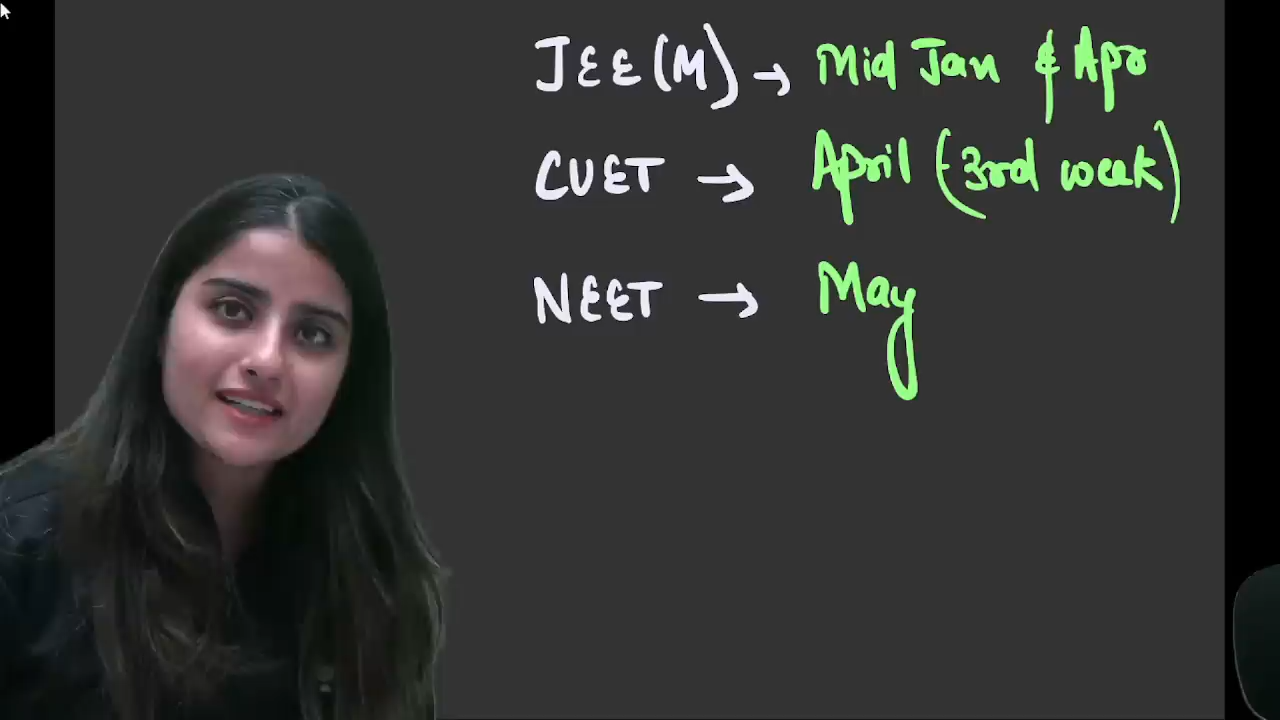 JEE(M) → Mid Jan & Apr
CUET → April (3rd week)
NEET → May